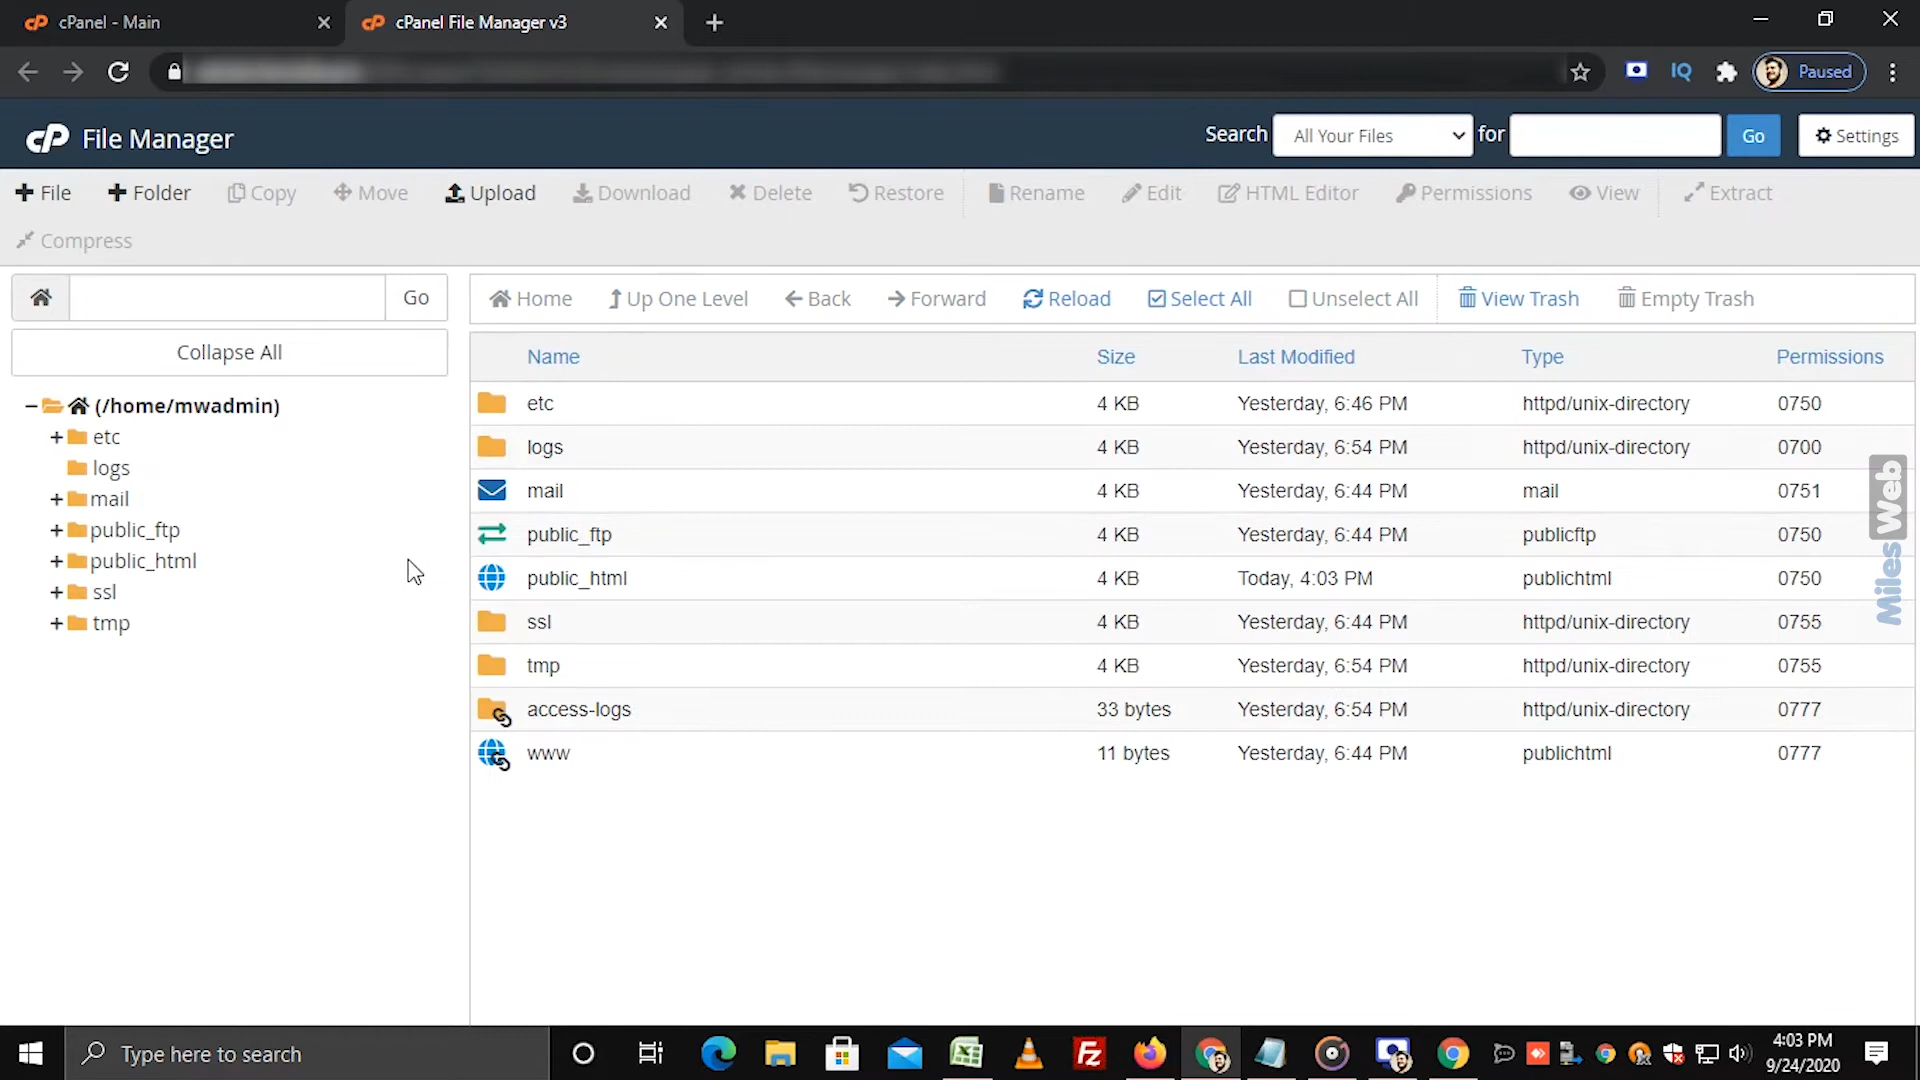 cPanel - Main
cPanel File Manager v3
IQ
Paused
cP File Manager
Search All Your Files for Go Settings
File Folder Copy Move Upload Download Delete Restore Rename Edit HTML Editor Permissions View Extract
Compress
Go
Home Up One Level Back Forward Reload Select All Unselect All View Trash Empty Trash
Collapse All
(/home/mwadmin)
etc
logs
mail
public_ftp
public_html
ssl
tmp
Name Size Last Modified Type Permissions
etc 4 KB Yesterday, 6:46 PM httpd/unix-directory 0750
logs 4 KB Yesterday, 6:54 PM httpd/unix-directory 0700
mail 4 KB Yesterday, 6:44 PM mail 0751
public_ftp 4 KB Yesterday, 6:44 PM publicftp 0750
public_html 4 KB Today, 4:03 PM publichtml 0750
ssl 4 KB Yesterday, 6:44 PM httpd/unix-directory 0755
tmp 4 KB Yesterday, 6:54 PM httpd/unix-directory 0755
access-logs 33 bytes Yesterday, 6:54 PM httpd/unix-directory 0777
www 11 bytes Yesterday, 6:44 PM publichtml 0777
MilesWeb
Type here to search
Fz
4:03 PM
9/24/2020